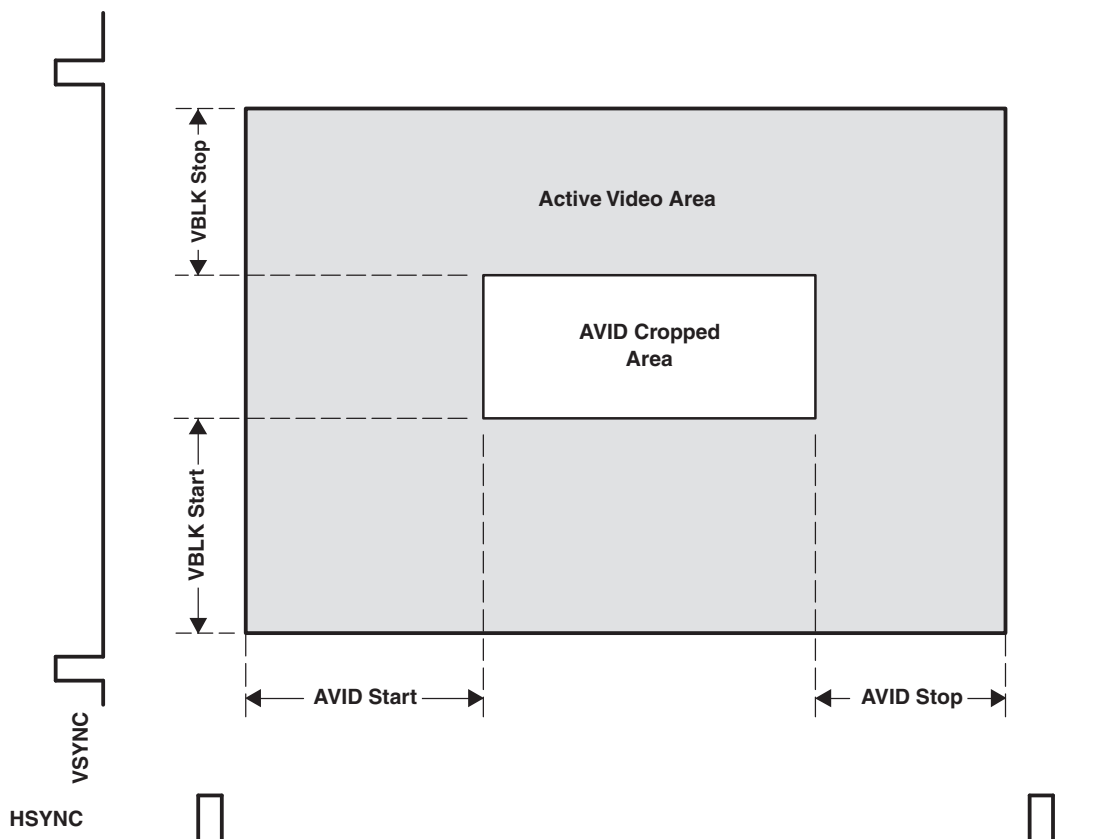 VBLK Stop
Active Video Area
AVID Cropped
Area
VBLK Start
AVID Start
AVID Stop
VSYNC
HSYNC